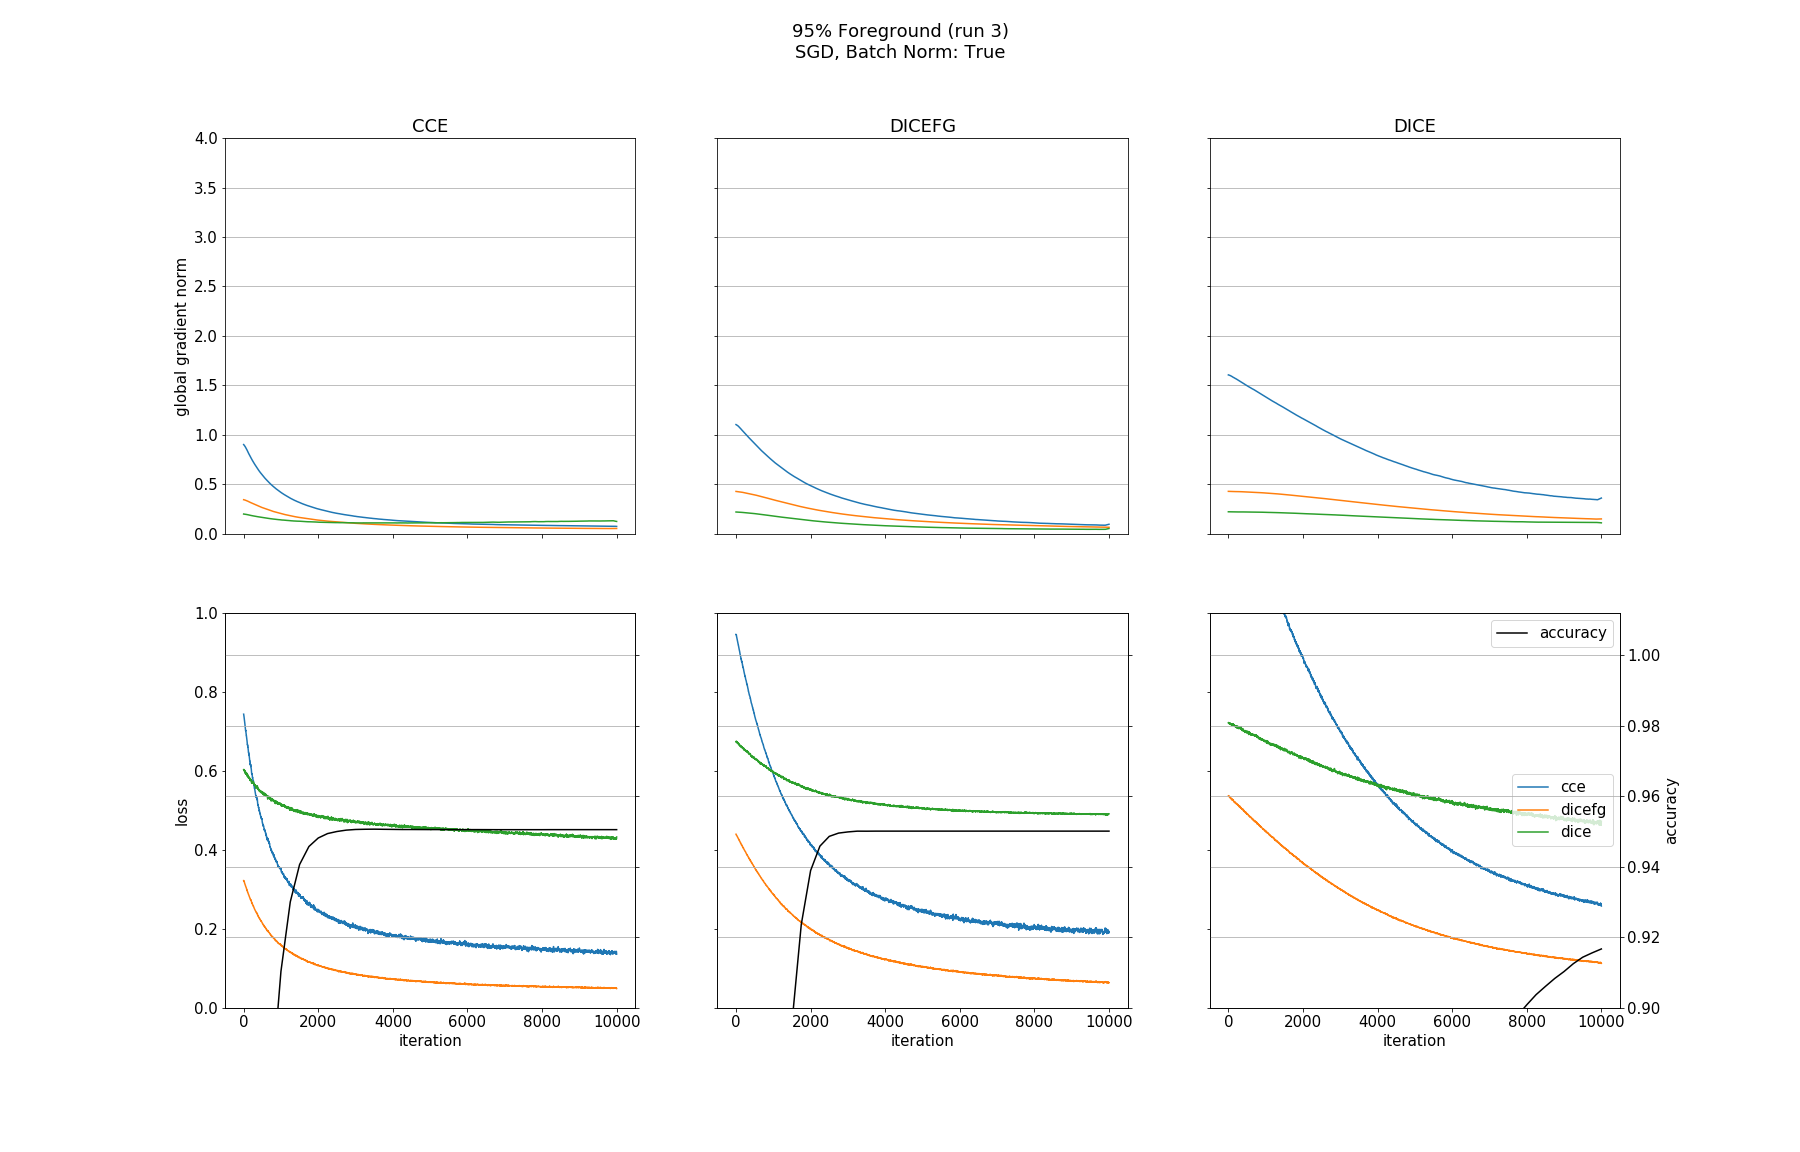 95% Foreground (run 3)
SGD, Batch Norm: True
CCE
DICEFG
DICE
4.0
3.5
3.0
2.5
2.0
1.5
1.0
0.5
0.0
global gradient norm
1.0
0.8
0.6
0.4
0.2
0.0
loss
accuracy
cce
dicefg
dice
1.00
0.98
0.96
0.94
0.92
0.90
accuracy
0 2000 4000 6000 8000 10000
0 2000 4000 6000 8000 10000
0 2000 4000 6000 8000 10000
iteration
iteration
iteration